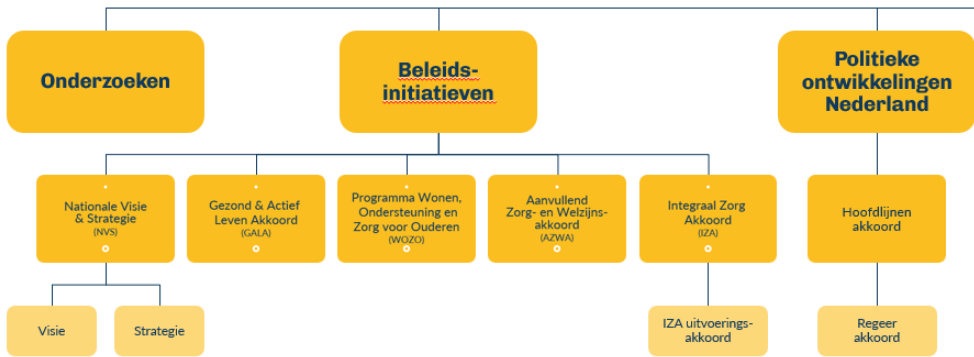 Onderzoeken
Beleids-
initiatieven
Politieke
ontwikkelingen
Nederland
Nationale Visie
& Strategie
(NVS)
Gezond & Actief
Leven Akkoord
(GALA)
Programma Wonen,
Ondersteuning en
Zorg voor Ouderen
(WOZO)
Aanvullend
Zorg- en Welzijns-
akkoord
(AZWA)
Integraal Zorg
Akkoord
(IZA)
Hoofdlijnen
akkoord
Visie
Strategie
IZA uitvoerings-
akkoord
Regeer
akkoord